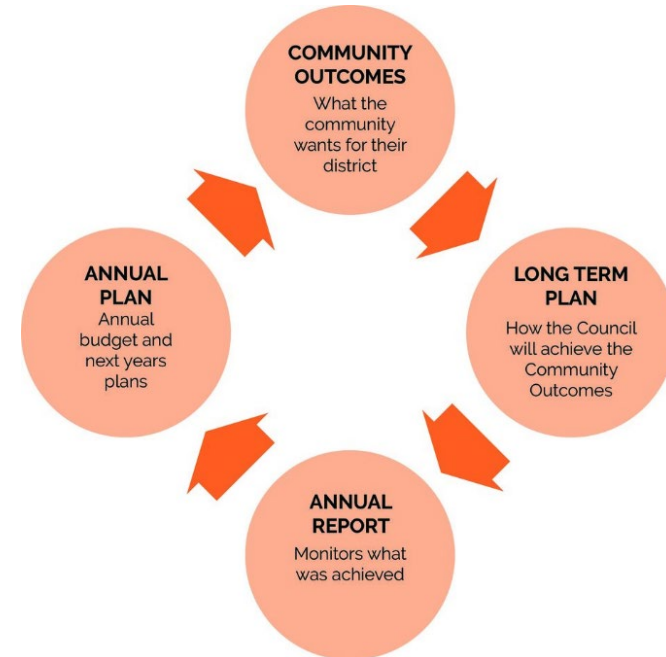 COMMUNITY
OUTCOMES
What the
community
wants for their
district
LONG TERM
PLAN
How the Council
will achieve the
Community
Outcomes
ANNUAL
REPORT
Monitors what
was achieved
ANNUAL
PLAN
Annual
budget and
next years
plans